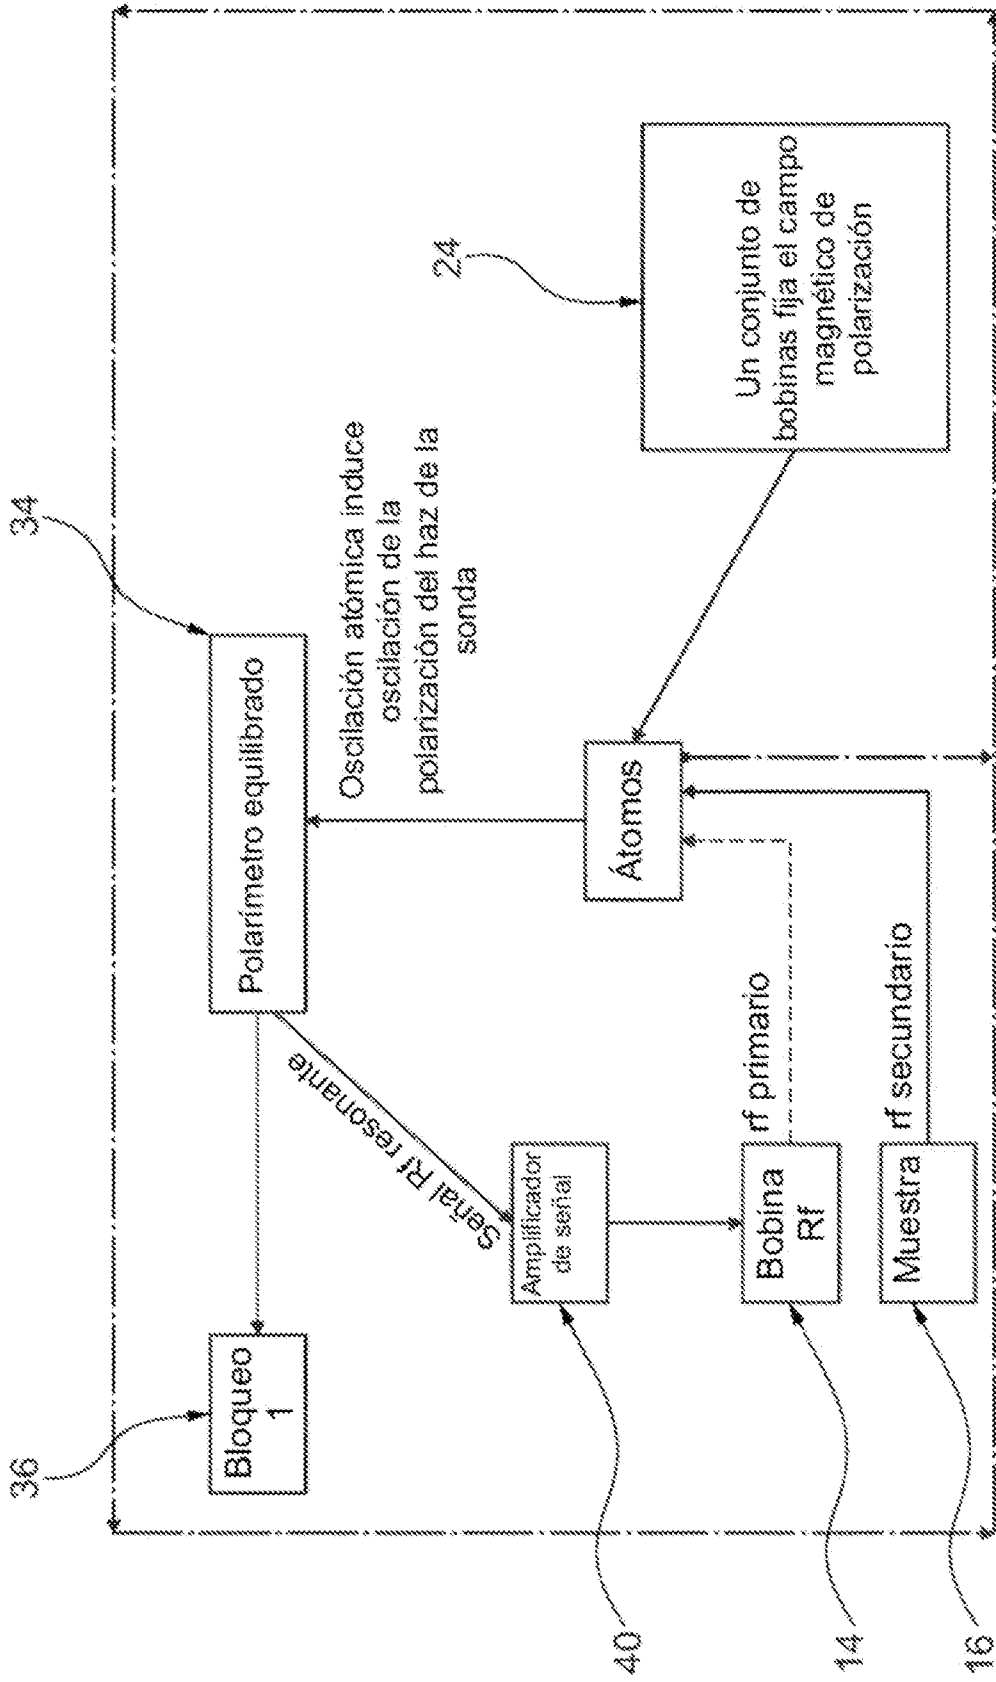 36
34
24
Bloqueo
1
Polarímetro equilibrado
Señal Rf resonante
Oscilación atómica induce
oscilación de la
polarización del haz de la
sonda
Amplificador
de señal
Átomos
Un conjunto de
bobinas fija el campo
magnético de
polarización
Bobina
Rf
rf primario
Muestra
rf secundario
40
14
16